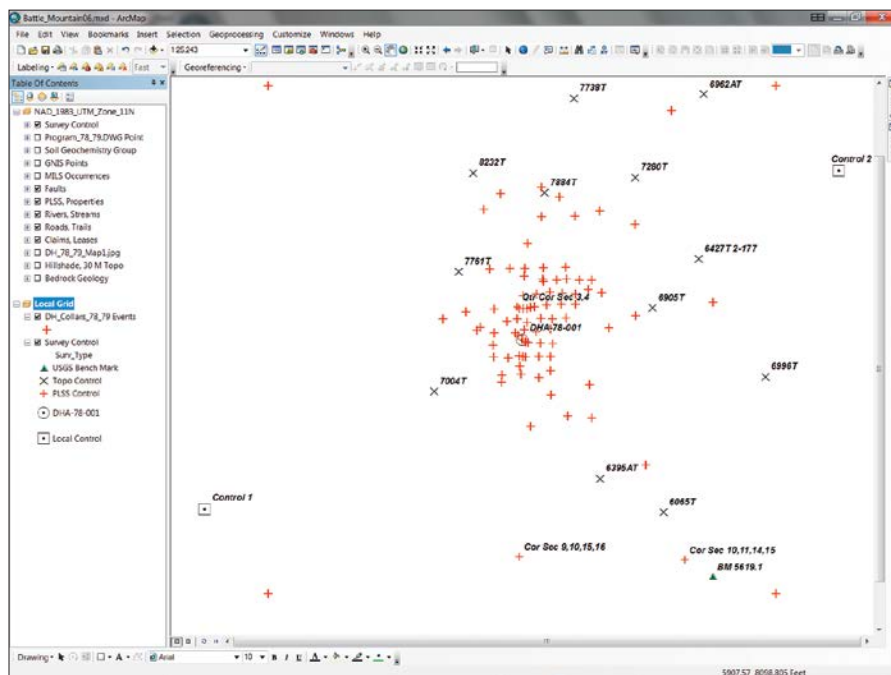 Battle_Mountain06.mxd - ArcMap
File Edit View Bookmarks Insert Selection Geoprocessing Customize Windows Help
1:25,243
Labeling Fast Georeferencing
Table Of Contents
NAD_1983_UTM_Zone_11N
Survey Control
Program_78_79.DWG Point
Soil Geochemistry Group
GNIS Points
MILS Occurrences
Faults
PLSS, Properties
Rivers, Streams
Roads, Trails
Claims, Leases
DH_78_79_Map1.jpg
Hillshade, 30 M Topo
Bedrock Geology
Local Grid
DH_Collars_78_79 Events
Survey Control
Surv_Type
USGS Bench Mark
Topo Control
PLSS Control
DHA-78-001
Local Control
7738T
6962AT
Control 2
8232T
7884T
7280T
7761T
6427T 2-177
Qtr Cor Sec 3,4
6905T
DHA-78-001
7004T
6996T
6395AT
Control 1
6065T
Cor Sec 9,10,15,16
Cor Sec 10,11,14,15
BM 5619.1
Drawing Arial 10 B I U A
5907.57 8098.805 Feet